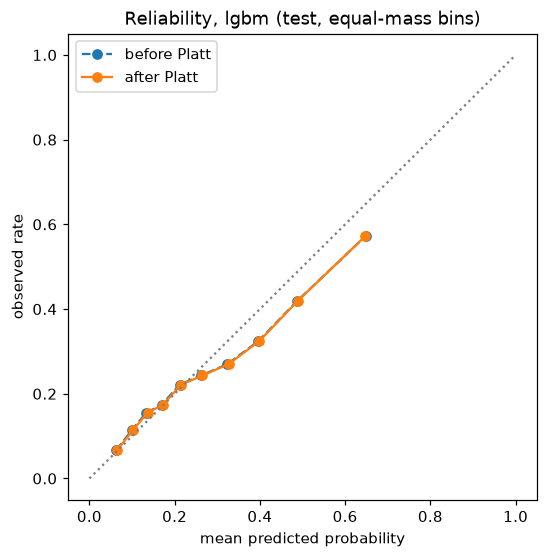 Reliability, lgbm (test, equal-mass bins)
before Platt
after Platt
1.0
0.8
0.6
0.4
0.2
0.0
observed rate
0.0 0.2 0.4 0.6 0.8 1.0
mean predicted probability